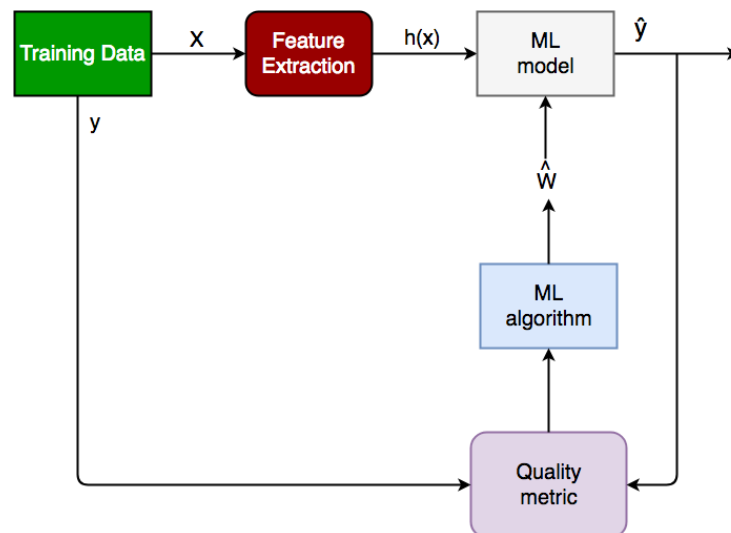 Training Data
X
Feature
Extraction
h(x)
ML
model
ŷ
y
ŵ
ML
algorithm
Quality
metric